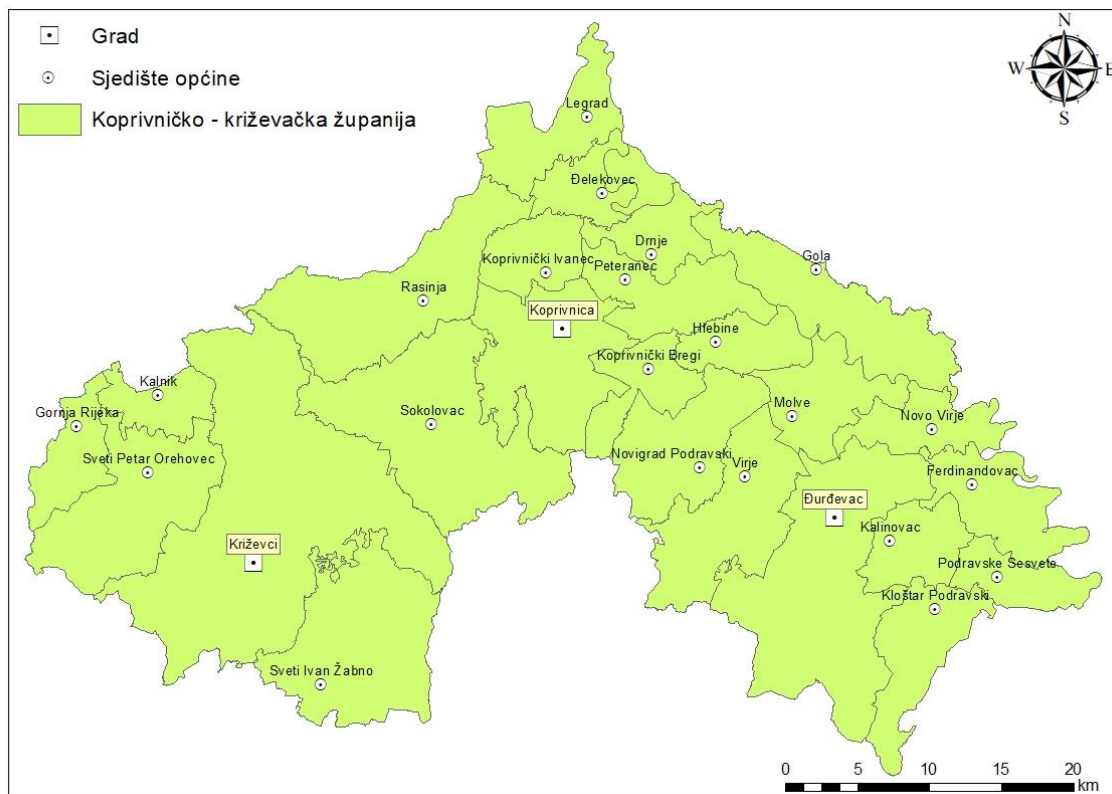 Grad
Sjedište općine
Koprivničko - križevačka županija
N
W
E
S
Legrad
Đelekovec
Drnje
Koprivnički Ivanec
Peteranec
Gola
Rasinja
Koprivnica
Hlebine
Koprivnički Bregi
Kalnik
Gornja Rijeka
Sokolovac
Molve
Novo Virje
Sveti Petar Orehovec
Novigrad Podravski
Virje
Ferdinandovac
Đurđevac
Kalinovac
Križevci
Podravske Sesvete
Kloštar Podravski
Sveti Ivan Žabno
0 5 10 15 20
km